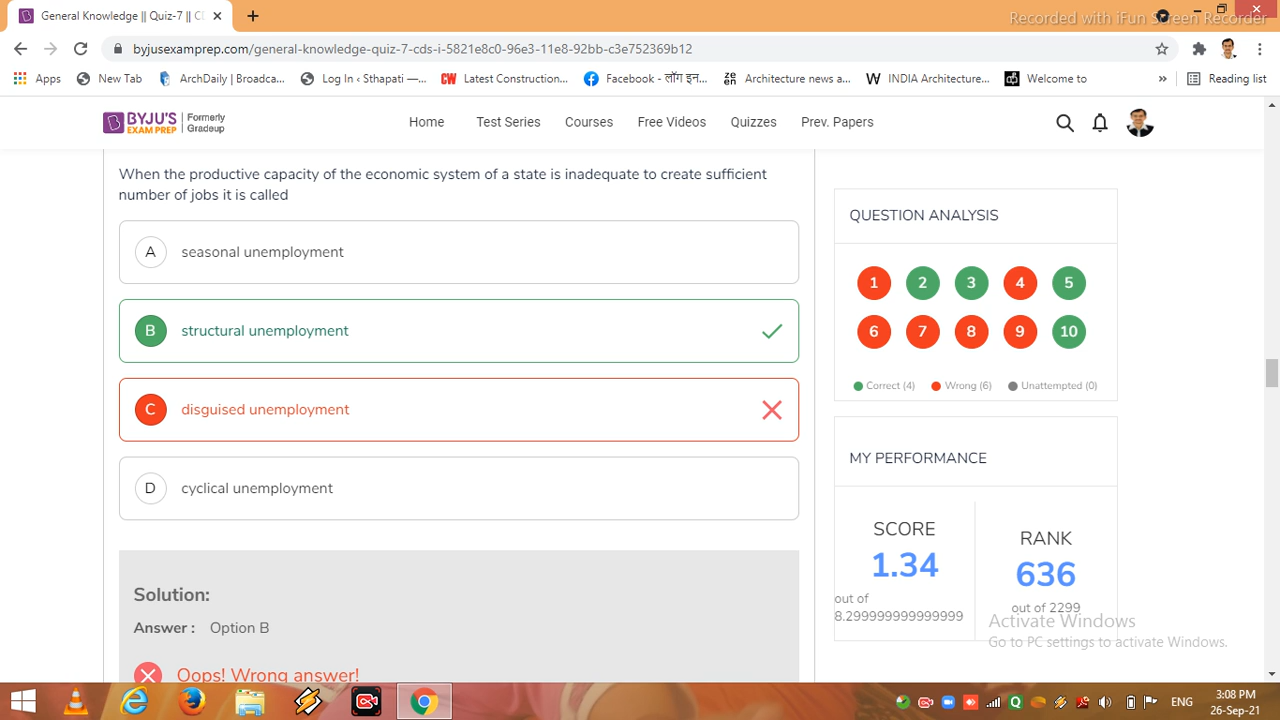 General Knowledge || Quiz-7 || Cl
Recorded with iFun Screen Recorder
byjusexamprep.com/general-knowledge-quiz-7-cds-i-5821e8c0-96e3-11e8-92bb-c3e752369b12
Apps
New Tab
ArchDaily | Broadca...
Log In ‹ Sthapati —...
CW Latest Construction...
Facebook - लॉग इन...
ze en Architecture news a...
W INDIA Architecture...
Welcome to
»
Reading list
BYJU'S EXAM PREP | Formerly Gradeup
Home
Test Series
Courses
Free Videos
Quizzes
Prev. Papers
When the productive capacity of the economic system of a state is inadequate to create sufficient
number of jobs it is called
A seasonal unemployment
B structural unemployment
C disguised unemployment
D cyclical unemployment
Solution:
Answer : Option B
Oops! Wrong answer!
QUESTION ANALYSIS
1 2 3 4 5
6 7 8 9 10
Correct (4) Wrong (6) Unattempted (0)
MY PERFORMANCE
SCORE
1.34
out of
8.299999999999999
RANK
636
out of 2299
Activate Windows
Go to PC settings to activate Windows.
ENG
3:08 PM
26-Sep-21